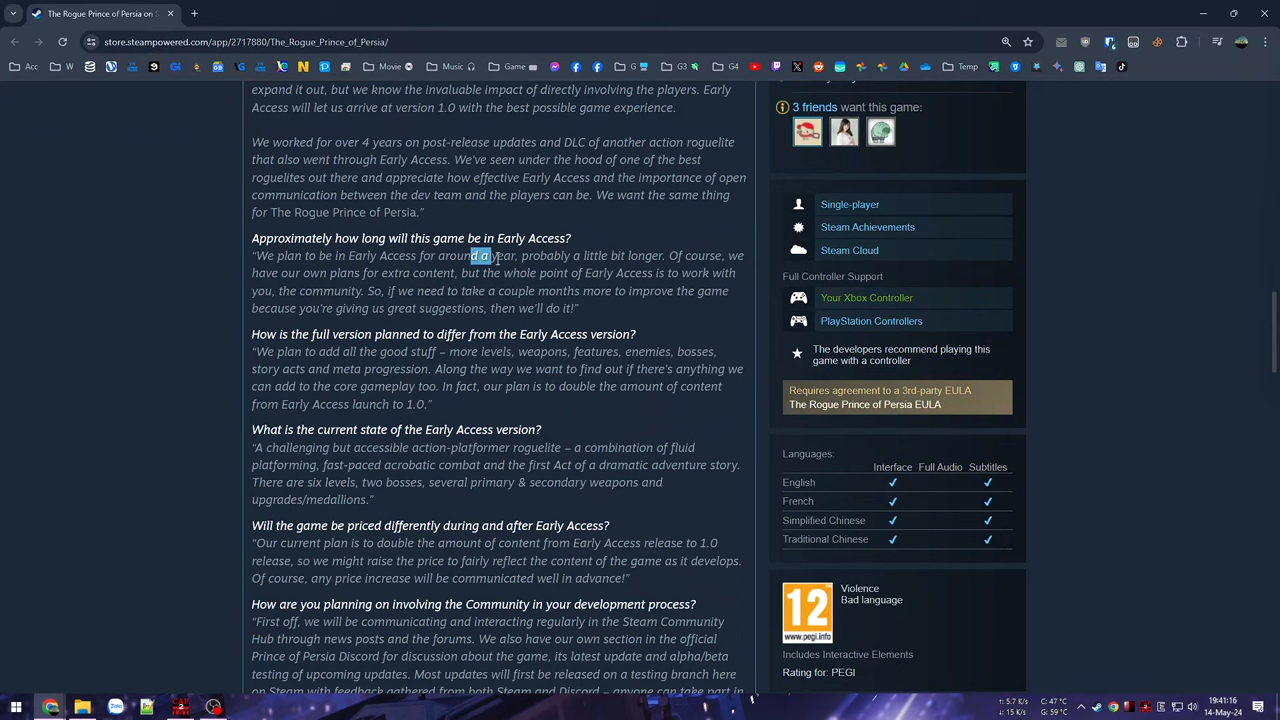 The Rogue Prince of Persia on S
store.steampowered.com/app/2717880/The_Rogue_Prince_of_Persia/
Acc
W
Movie
Music
Game
G3
G4
Temp
expand it out, but we know the invaluable impact of directly involving the players. Early
Access will let us arrive at version 1.0 with the best possible game experience.
We worked for over 4 years on post-release updates and DLC of another action roguelite
that also went through Early Access. We've seen under the hood of one of the best
roguelites out there and appreciate how effective Early Access and the importance of open
communication between the dev team and the players can be. We want the same thing
for The Rogue Prince of Persia.”
Approximately how long will this game be in Early Access?
“We plan to be in Early Access for around a year, probably a little bit longer. Of course, we
have our own plans for extra content, but the whole point of Early Access is to work with
you, the community. So, if we need to take a couple months more to improve the game
because you're giving us great suggestions, then we'll do it!”
How is the full version planned to differ from the Early Access version?
“We plan to add all the good stuff – more levels, weapons, features, enemies, bosses,
story acts and meta progression. Along the way we want to find out if there's anything we
can add to the core gameplay too. In fact, our plan is to double the amount of content
from Early Access launch to 1.0.”
What is the current state of the Early Access version?
“A challenging but accessible action-platformer roguelite – a combination of fluid
platforming, fast-paced acrobatic combat and the first Act of a dramatic adventure story.
There are six levels, two bosses, several primary & secondary weapons and
upgrades/medallions.”
Will the game be priced differently during and after Early Access?
“Our current plan is to double the amount of content from Early Access release to 1.0
release, so we might raise the price to fairly reflect the content of the game as it develops.
Of course, any price increase will be communicated well in advance!”
How are you planning on involving the Community in your development process?
“First off, we will be communicating and interacting regularly in the Steam Community
Hub through news posts and the forums. We also have our own section in the official
Prince of Persia Discord for discussion about the game, its latest update and alpha/beta
testing of upcoming updates. Most updates will first be released on a testing branch here
on Steam with feedback gathered from both Steam and Discord – anyone can take part in
3 friends want this game:
Single-player
Steam Achievements
Steam Cloud
Full Controller Support
Your Xbox Controller
PlayStation Controllers
The developers recommend playing this
game with a controller
Requires agreement to a 3rd-party EULA
The Rogue Prince of Persia EULA
Languages:
Interface Full Audio Subtitles
English
French
Simplified Chinese
Traditional Chinese
12
www.pegi.info
Violence
Bad language
Includes Interactive Elements
Rating for: PEGI
Zalo
↑: 5.7 K/s
↓: 15 K/s
C: 47 °C
G: 59 °C
19:41:16
14-May-24